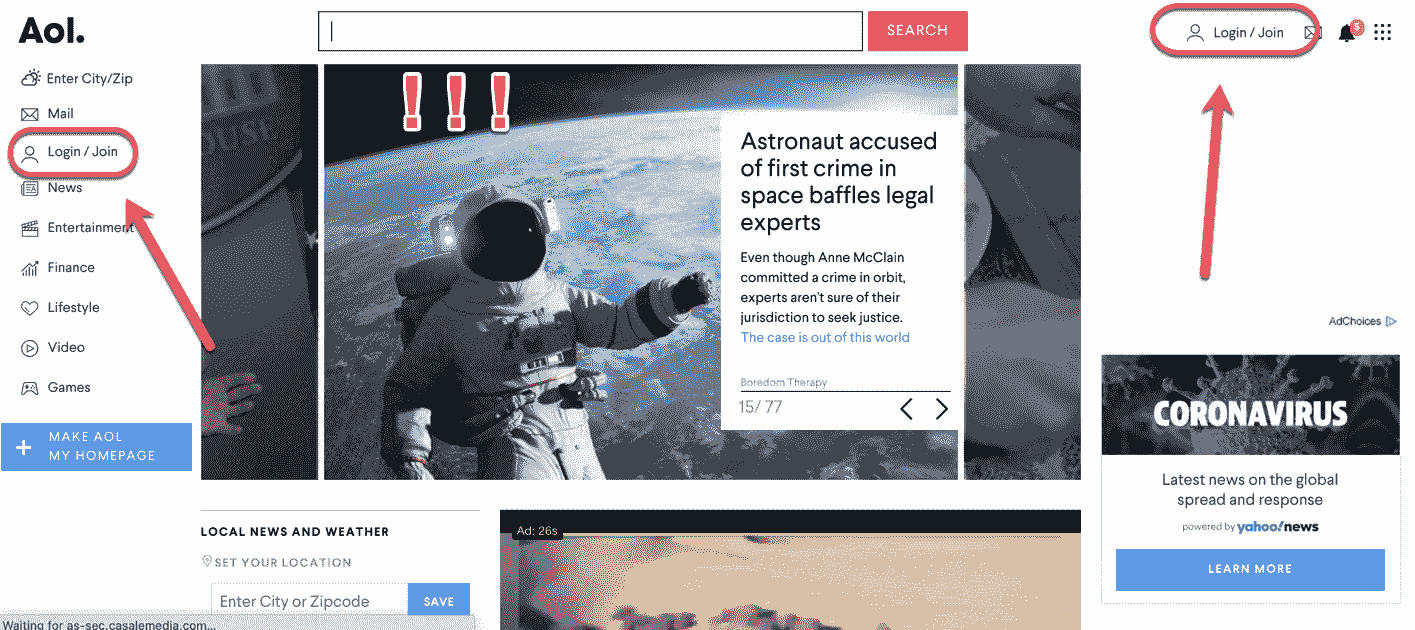 Aol.
SEARCH
Login / Join
5
Enter City/Zip
Mail
Login / Join
News
Entertainment
Finance
Lifestyle
Video
Games
+ MAKE AOL
MY HOMEPAGE
HOUSE
! ! !
Astronaut accused
of first crime in
space baffles legal
experts
Even though Anne McClain
committed a crime in orbit,
experts aren't sure of their
jurisdiction to seek justice.
The case is out of this world
Boredom Therapy
15/ 77
AdChoices
CORONAVIRUS
Latest news on the global
spread and response
powered by yahoo!news
LEARN MORE
LOCAL NEWS AND WEATHER
SET YOUR LOCATION
Enter City or Zipcode
SAVE
Ad: 26s
Waiting for as-sec.casalemedia.com...